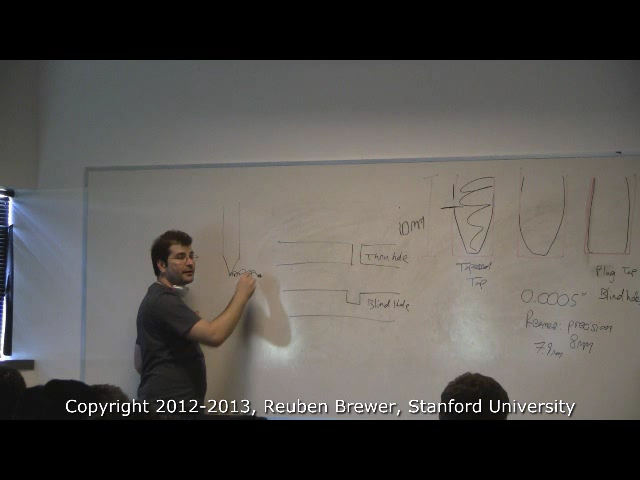 10mm
Thru hole
Blind Hole
Tapered
Tap
Plug Tap
Blind hole
0.0005"
Reamer: precision
7.9mm
8mm
Copyright 2012-2013, Reuben Brewer, Stanford University